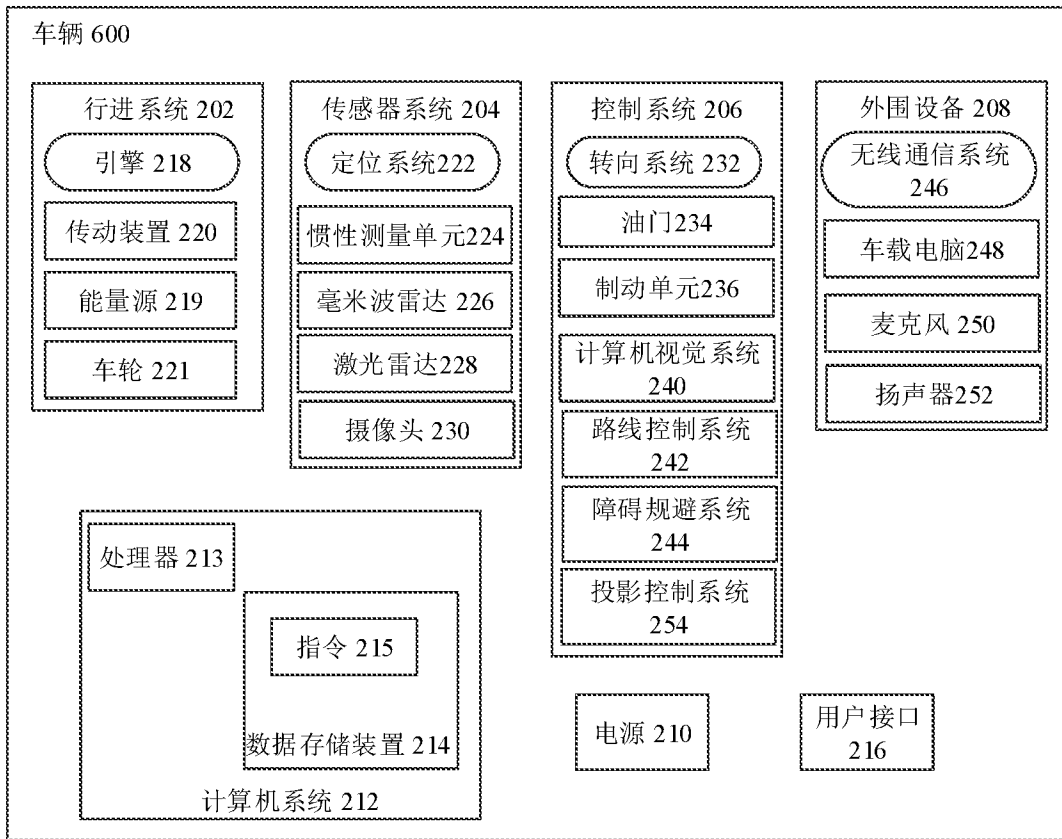 车辆 600
行进系统 202
引擎 218
传动装置 220
能量源 219
车轮 221
传感器系统 204
定位系统222
惯性测量单元224
毫米波雷达 226
激光雷达228
摄像头 230
控制系统 206
转向系统 232
油门234
制动单元236
计算机视觉系统
240
路线控制系统
242
障碍规避系统
244
投影控制系统
254
外围设备 208
无线通信系统
246
车载电脑248
麦克风 250
扬声器252
处理器 213
指令 215
数据存储装置 214
计算机系统 212
电源 210
用户接口
216